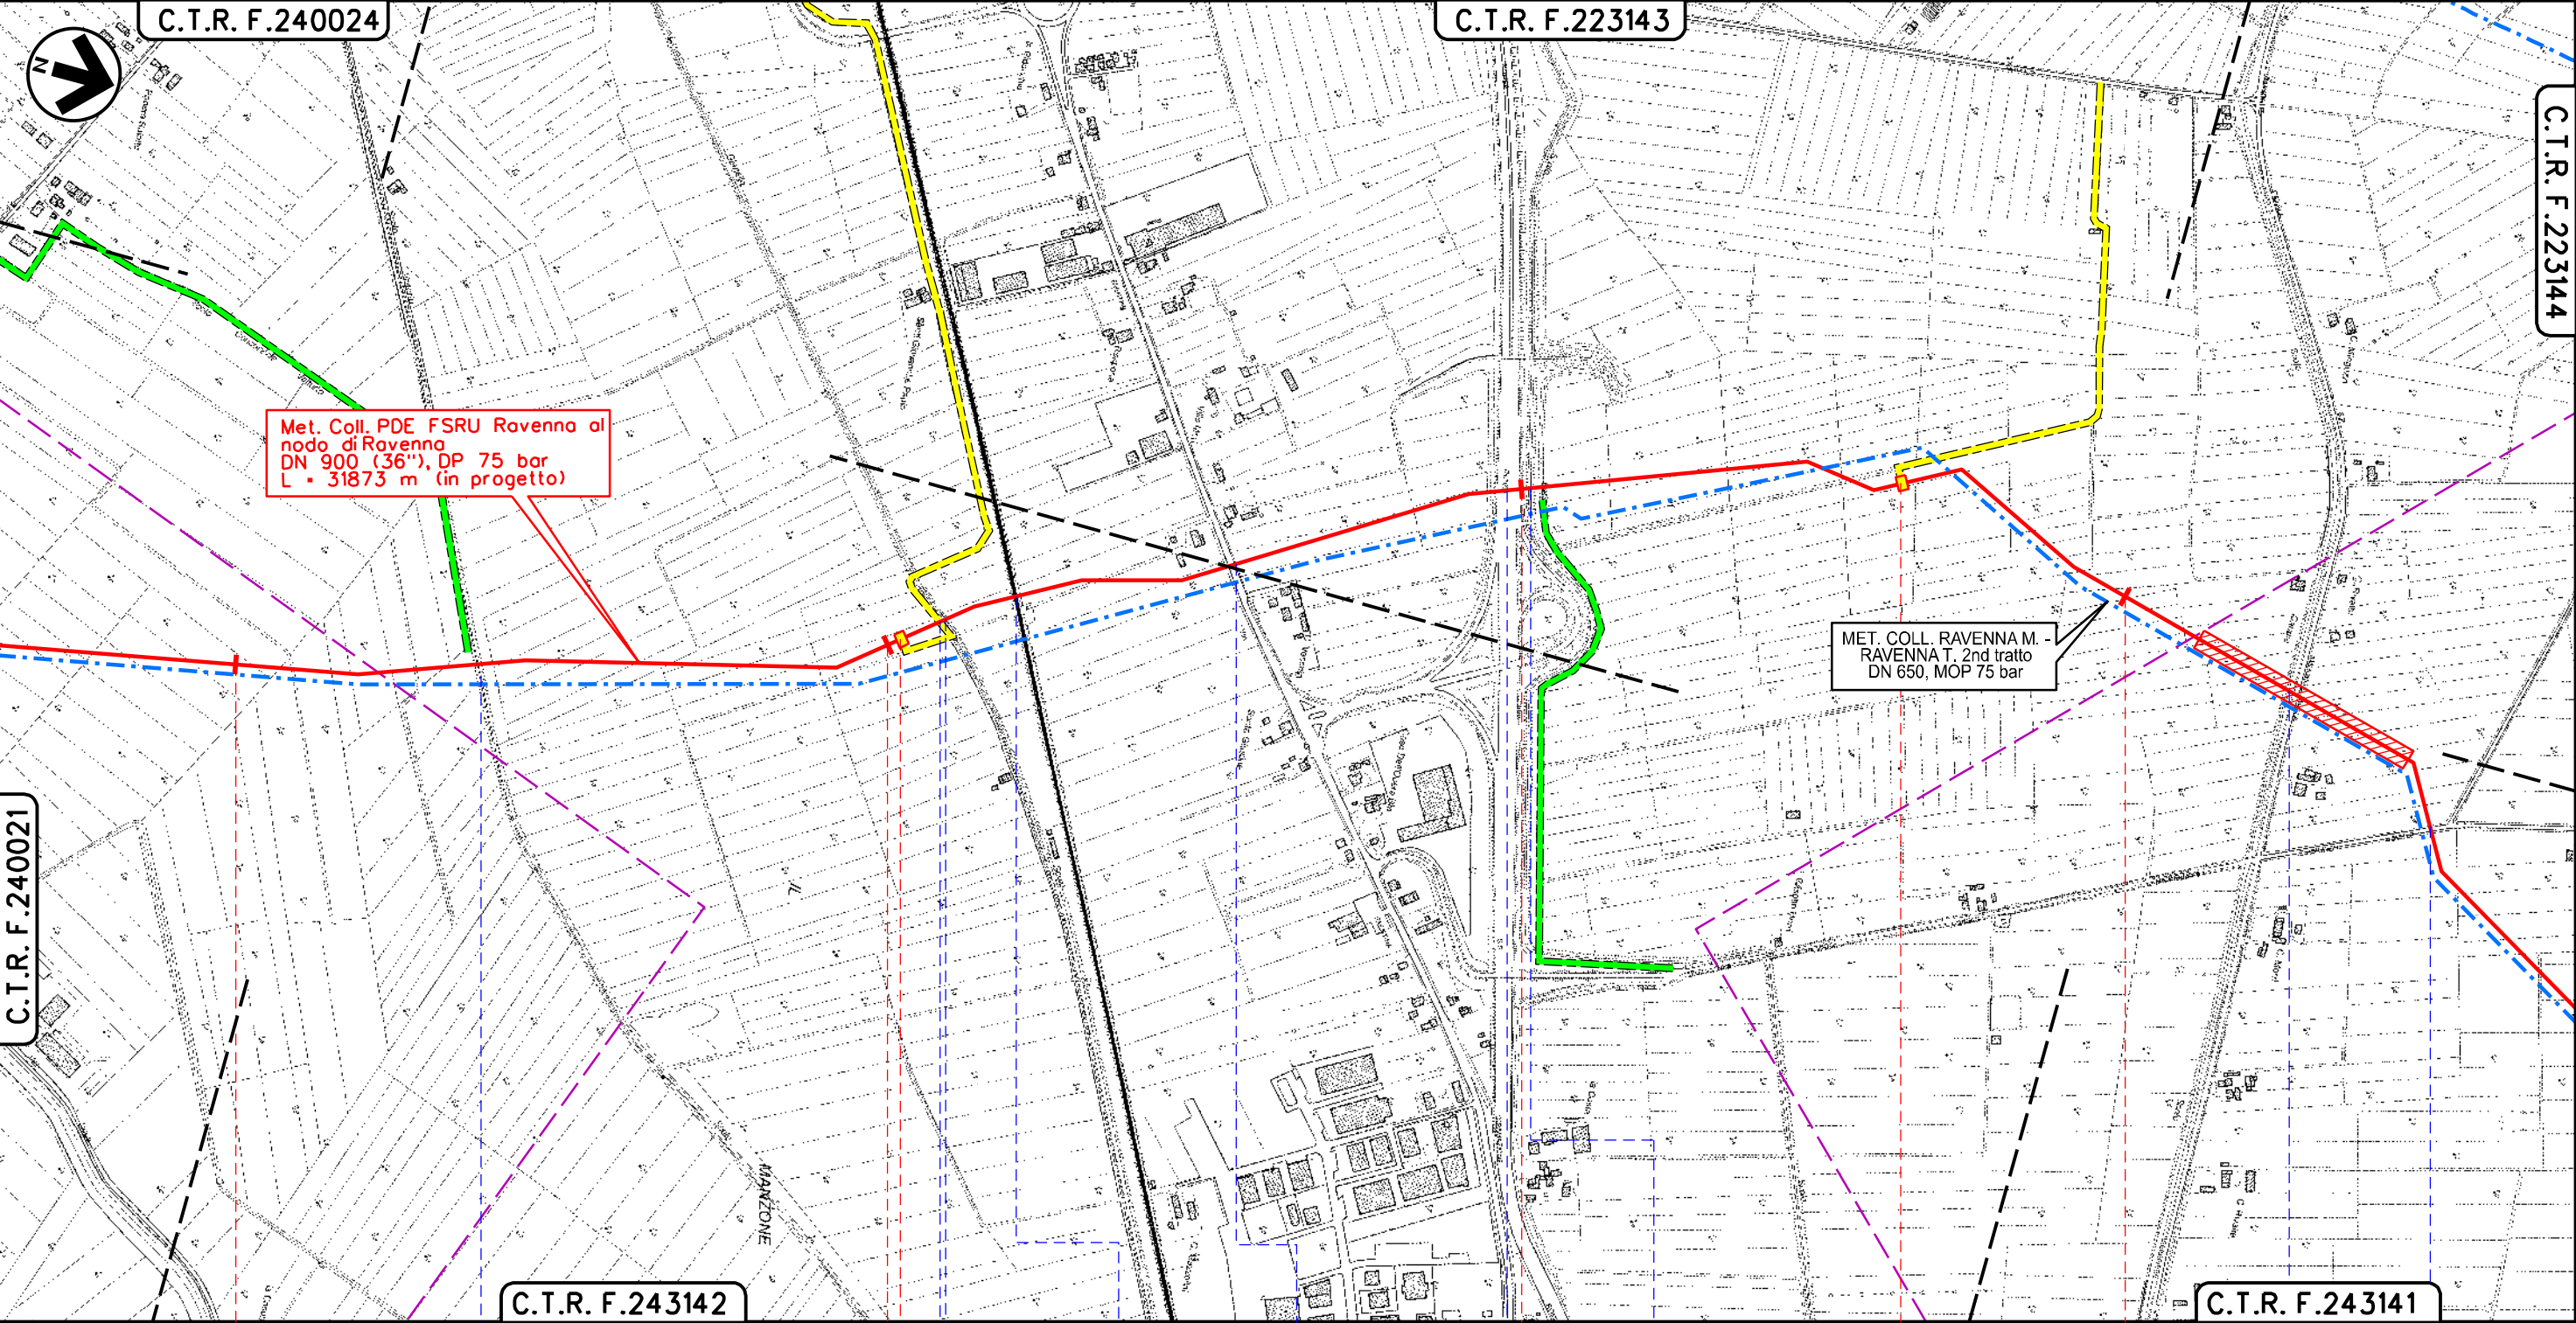 C.T.R. F.240024
C.T.R. F.223143
N
C.T.R. F.223144
Met. Coll. PDE FSRU Ravenna al
nodo di Ravenna
DN 900 (36"), DP 75 bar
L = 31873 m (in progetto)
MET. COLL. RAVENNA M. -
RAVENNA T. 2nd tratto
DN 650, MOP 75 bar
C.T.R. F.240021
MANZONE
C.T.R. F.243142
C.T.R. F.243141